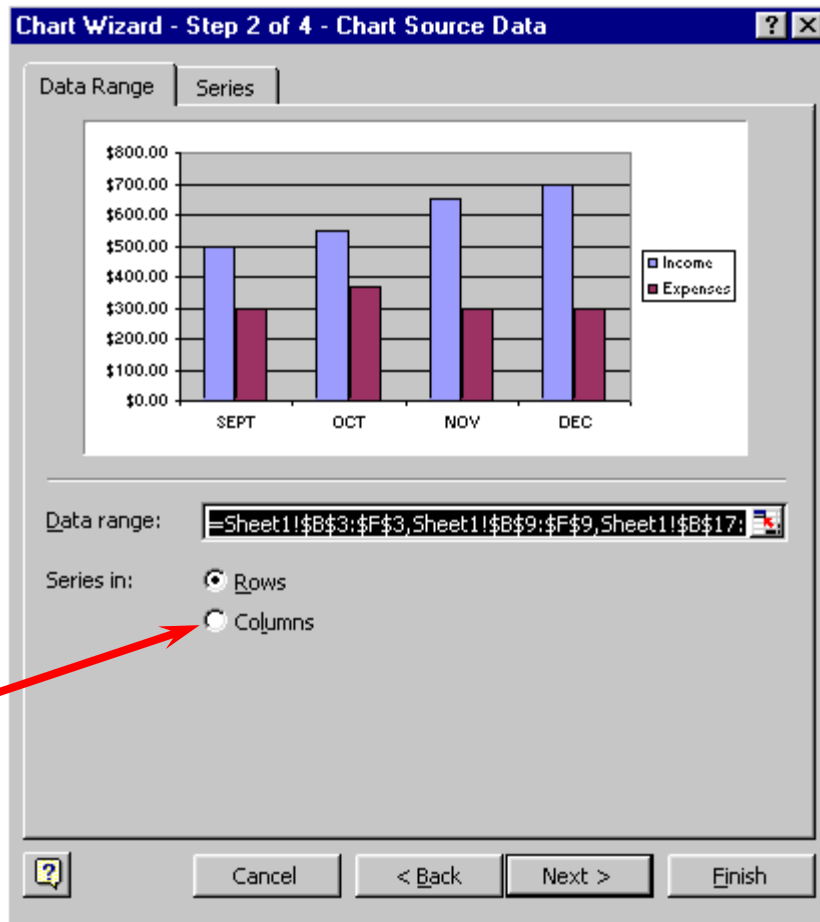 Chart Wizard - Step 2 of 4 - Chart Source Data
Data Range
Series
$800.00
$700.00
$600.00
$500.00
$400.00
$300.00
$200.00
$100.00
$0.00
SEPT OCT NOV DEC
Income
Expenses
Data range: =Sheet1!$B$3:$F$3,Sheet1!$B$9:$F$9,Sheet1!$B$17:
Series in: Rows
Columns
Cancel < Back Next > Finish